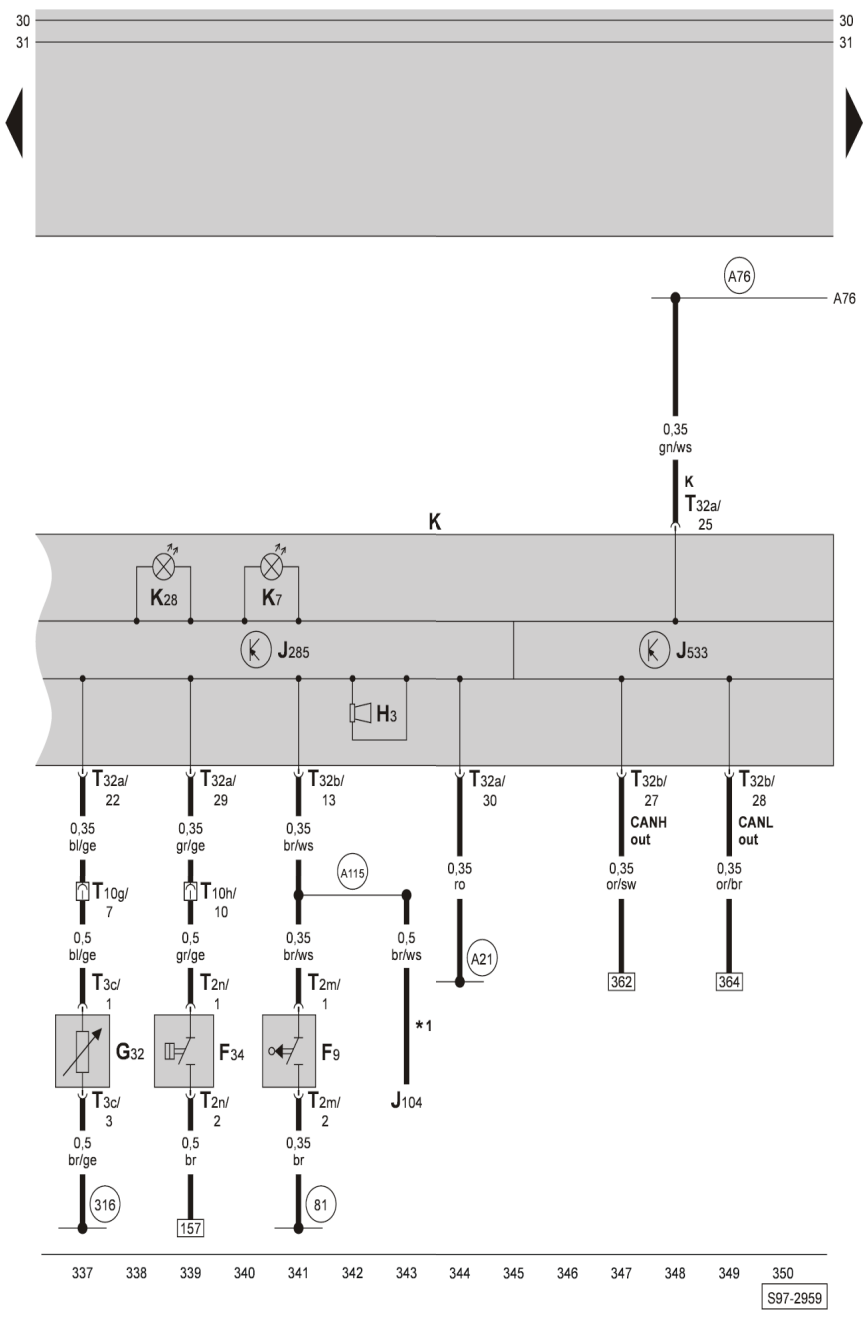 30 30
31 31
A76
A76
0,35
gn/ws
K
T32a/
25
K
K28 K7
J285 J533
H3
T32a/ T32a/ T32b/ T32a/ T32b/ T32b/
22 29 13 30 27 28
CANH CANL
out out
0,35 0,35 0,35
bl/ge gr/ge br/ws
0,35 0,35 0,35
ro or/sw or/br
A115
T10g/ T10h/
7 10
0,5 0,5 0,35 0,5
bl/ge gr/ge br/ws br/ws
A21
T3c/ T2n/ T2m/
1 1 1
362 364
*1
G32 F34 F9
T3c/ T2n/ T2m/ J104
3 2 2
0,5 0,5 0,35
br/ge br br
316 81
157
337 338 339 340 341 342 343 344 345 346 347 348 349 350
S97-2959